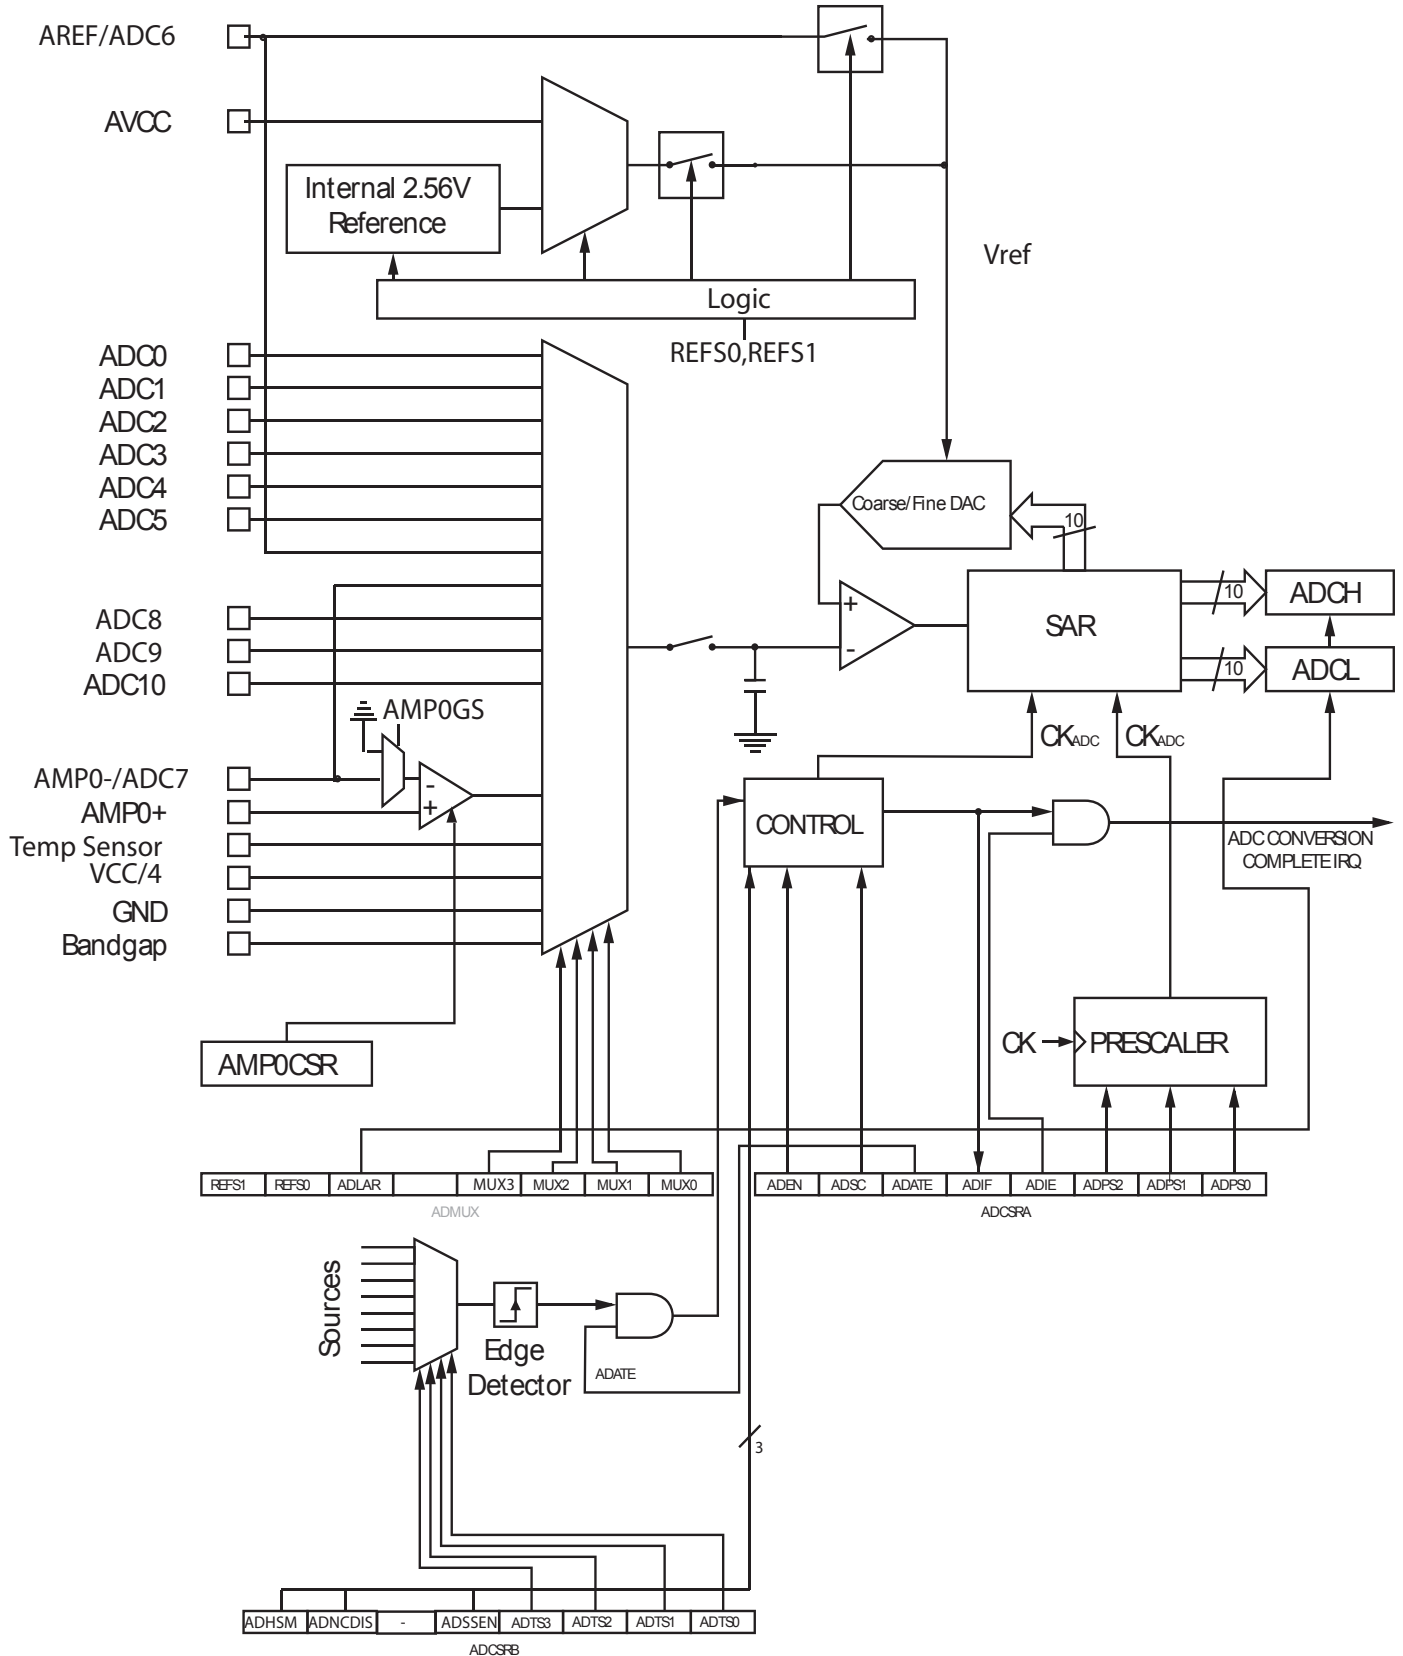 AREF/ADC6
AVCC
Internal 2.56V
Reference
Vref
Logic
REFS0,REFS1
ADC0
ADC1
ADC2
ADC3
ADC4
ADC5
Coarse/Fine DAC
10
SAR
10
ADCH
10
ADCL
+
-
ADC8
ADC9
ADC10
AMP0GS
CKADC
CKADC
AMP0-/ADC7
-
AMP0+
+
Temp Sensor
VCC/4
GND
Bandgap
CONTROL
ADC CONVERSION
COMPLETE IRQ
CK
PRESCALER
AMP0CSR
REFS1 REFS0 ADLAR MUX3 MUX2 MUX1 MUX0
ADMUX
ADEN ADSC ADATE ADIF ADIE ADPS2 ADPS1 ADPS0
ADCSRA
Sources
Edge
Detector
ADATE
3
ADHSM ADNCDIS - ADSSEN ADTS3 ADTS2 ADTS1 ADTS0
ADCSRB